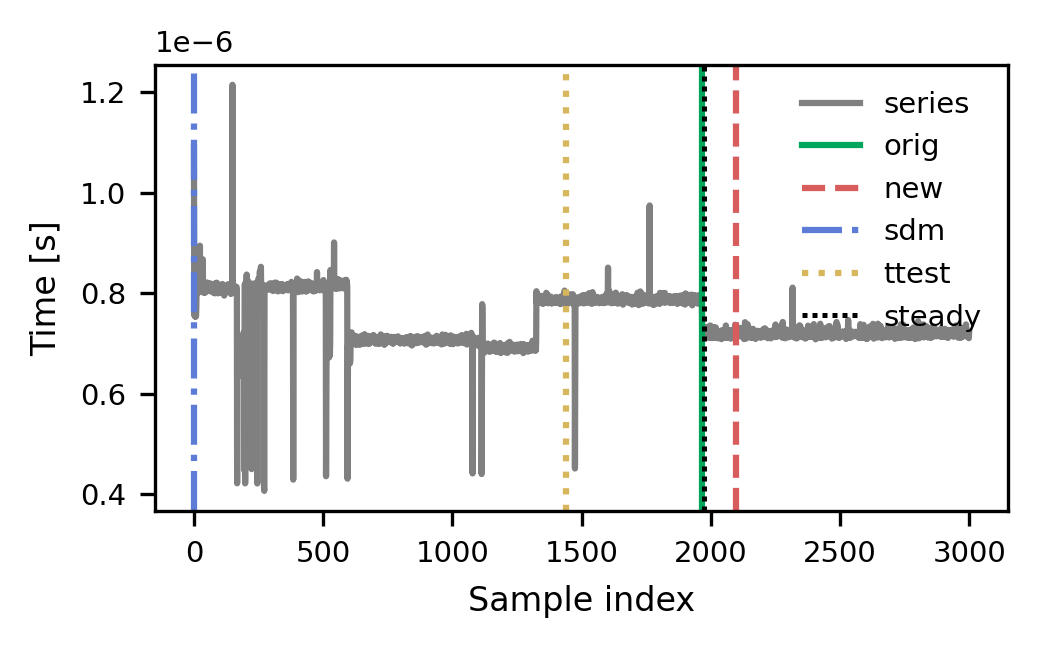 1e−6
1.2
1.0
0.8
0.6
0.4
Time [s]
series
orig
new
sdm
ttest
steady
0 500 1000 1500 2000 2500 3000
Sample index